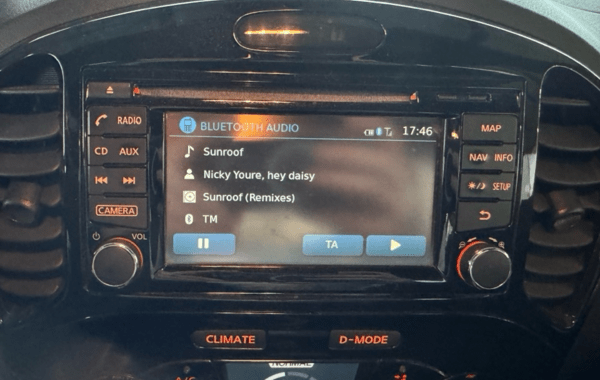 BLUETOOTH AUDIO 17:46
Sunroof
Nicky Youre, hey daisy
Sunroof (Remixes)
TM
TA
RADIO
CD AUX
CAMERA
VOL
MAP
NAV INFO
SETUP
CLIMATE D-MODE
NORMAL
A/C